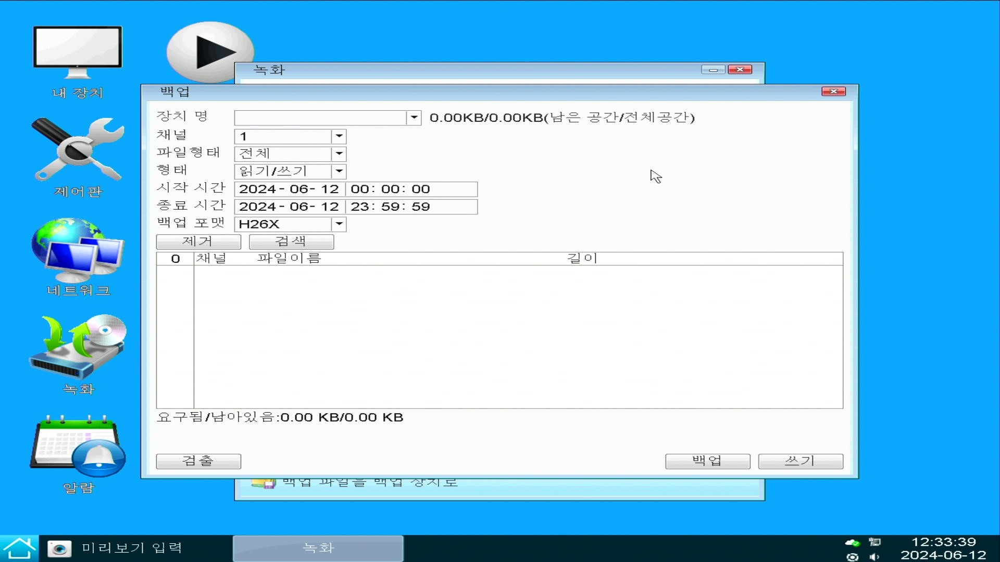 녹화
백업
장치 명 0.00KB/0.00KB(남은 공간/전체공간)
채널 1
파일형태 전체
형태 읽기/쓰기
시작 시간 2024-06-12 00:00:00
종료 시간 2024-06-12 23:59:59
백업 포맷 H26X
제거 검색
0 채널 파일이름 길이
요구됨/남아있음:0.00 KB/0.00 KB
검출 백업 쓰기
백업 파일을 백업 장치로
내 장치
제어관
네트워크
녹화
알람
미리보기 입력 녹화
12:33:39
2024-06-12